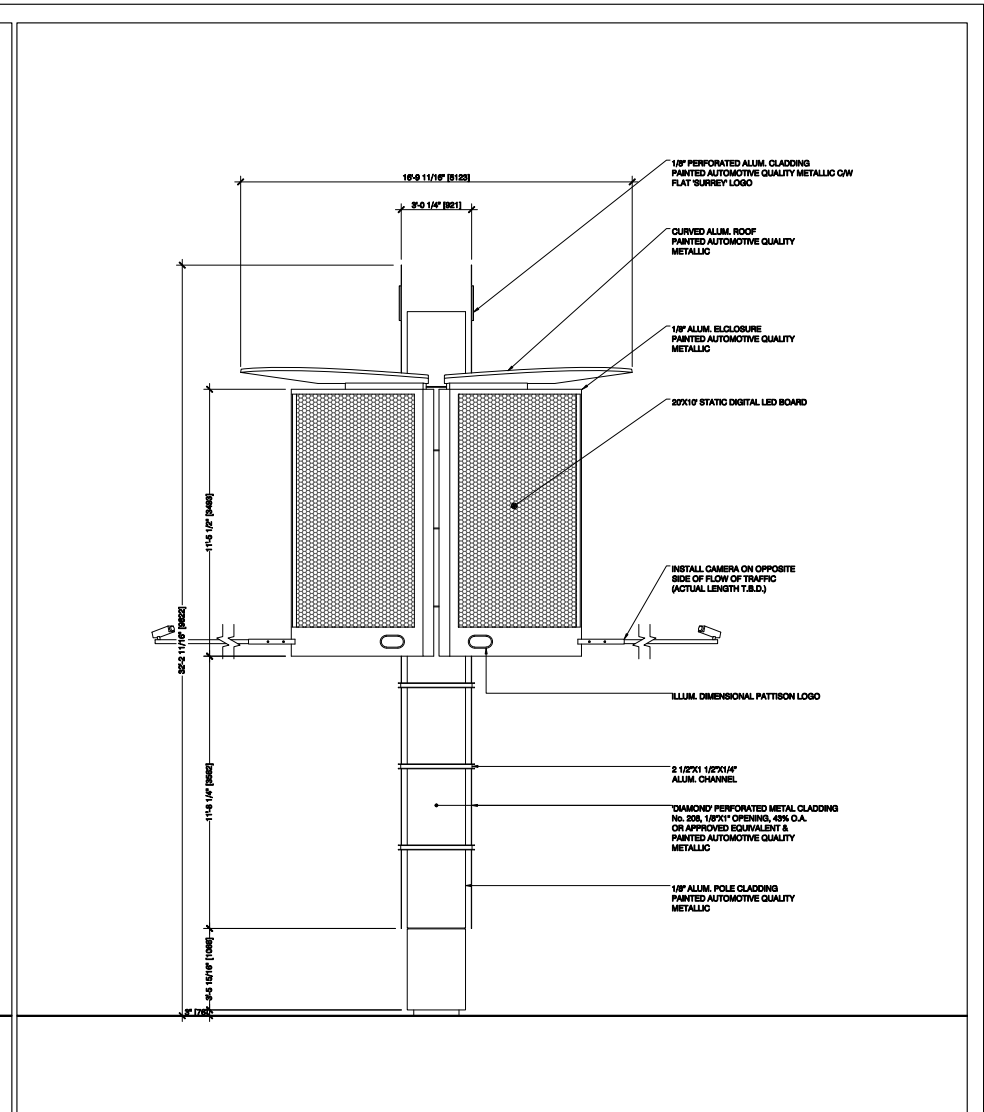 16'-9 11/16" [5123]
3'-0 1/4" [921]
1/8" PERFORATED ALUM. CLADDING
PAINTED AUTOMOTIVE QUALITY METALLIC C/W
FLAT 'SURREY' LOGO
CURVED ALUM. ROOF
PAINTED AUTOMOTIVE QUALITY
METALLIC
1/8" ALUM. ELCLOSURE
PAINTED AUTOMOTIVE QUALITY
METALLIC
20'X10' STATIC DIGITAL LED BOARD
11'-5 1/2" [3493]
INSTALL CAMERA ON OPPOSITE
SIDE OF FLOW OF TRAFFIC
(ACTUAL LENGTH T.B.D.)
32'-2 11/16" [9822]
ILLUM. DIMENSIONAL PATTISON LOGO
2 1/2"X1 1/2"X1/4"
ALUM. CHANNEL
11'-8 1/4" [3562]
'DIAMOND' PERFORATED METAL CLADDING
No. 208, 1/8"X1" OPENING, 43% O.A.
OR APPROVED EQUIVALENT &
PAINTED AUTOMOTIVE QUALITY
METALLIC
1/8" ALUM. POLE CLADDING
PAINTED AUTOMOTIVE QUALITY
METALLIC
3'-5 15/16" [1065]
3" [76]